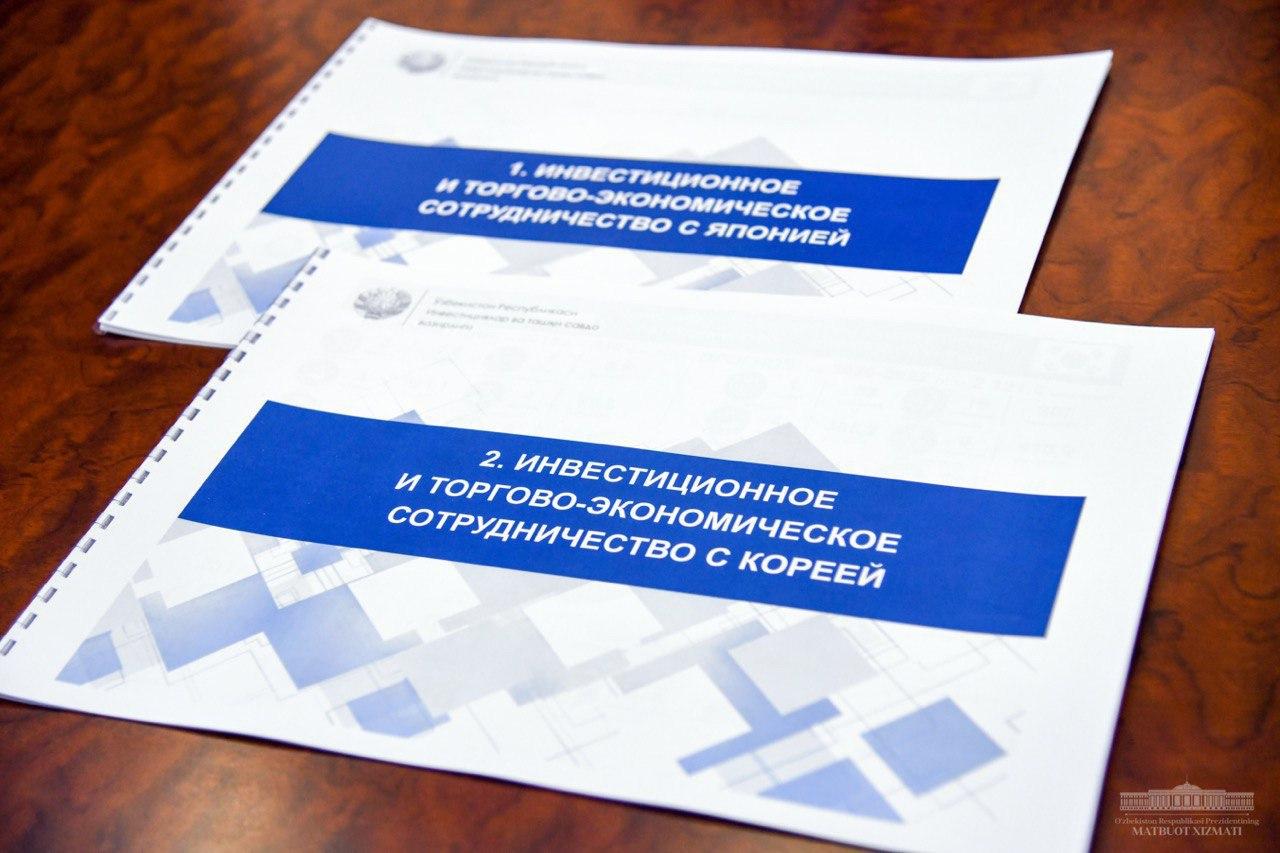 1. ИНВЕСТИЦИОННОЕ
И ТОРГОВО-ЭКОНОМИЧЕСКОЕ
СОТРУДНИЧЕСТВО С ЯПОНИЕЙ
Ўзбекистон Республикаси
Инвестициялар ва ташқи савдо
вазирлиги
2. ИНВЕСТИЦИОННОЕ
И ТОРГОВО-ЭКОНОМИЧЕСКОЕ
СОТРУДНИЧЕСТВО С КОРЕЕЙ
O'zbekiston Respublikasi Prezidentining
MATBUOT XIZMATI